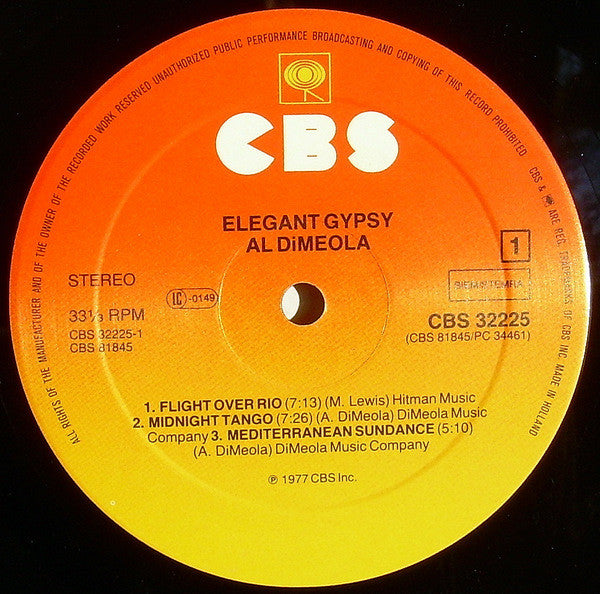 ALL RIGHTS OF THE MANUFACTURER AND OF THE OWNER OF THE RECORDED WORK RESERVED UNAUTHORIZED PUBLIC PERFORMANCE BROADCASTING AND COPYING OF THIS RECORD PROHIBITED CBS & ARE REG. TRADEMARKS OF CBS INC. MADE IN HOLLAND
CBS
ELEGANT GYPSY
AL DiMEOLA
1
STEREO
LC -0149
BIEM/STEMRA
33⅓ RPM
CBS 32225
CBS 32225-1
(CBS 81845/PC 34461)
CBS 81845
1. FLIGHT OVER RIO (7:13) (M. Lewis) Hitman Music
2. MIDNIGHT TANGO (7:26) (A. DiMeola) DiMeola Music
Company 3. MEDITERRANEAN SUNDANCE (5:10)
(A. DiMeola) DiMeola Music Company
℗ 1977 CBS Inc.